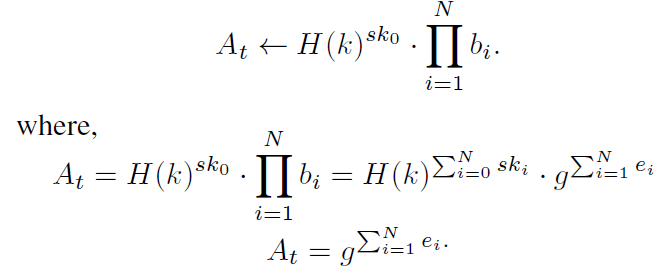 A_t ← H(k)^{sk_0} · ∏_{i=1}^{N} b_i.
where,
A_t = H(k)^{sk_0} · ∏_{i=1}^{N} b_i = H(k)^{∑_{i=0}^{N} sk_i} · g^{∑_{i=1}^{N} e_i}
A_t = g^{∑_{i=1}^{N} e_i.}